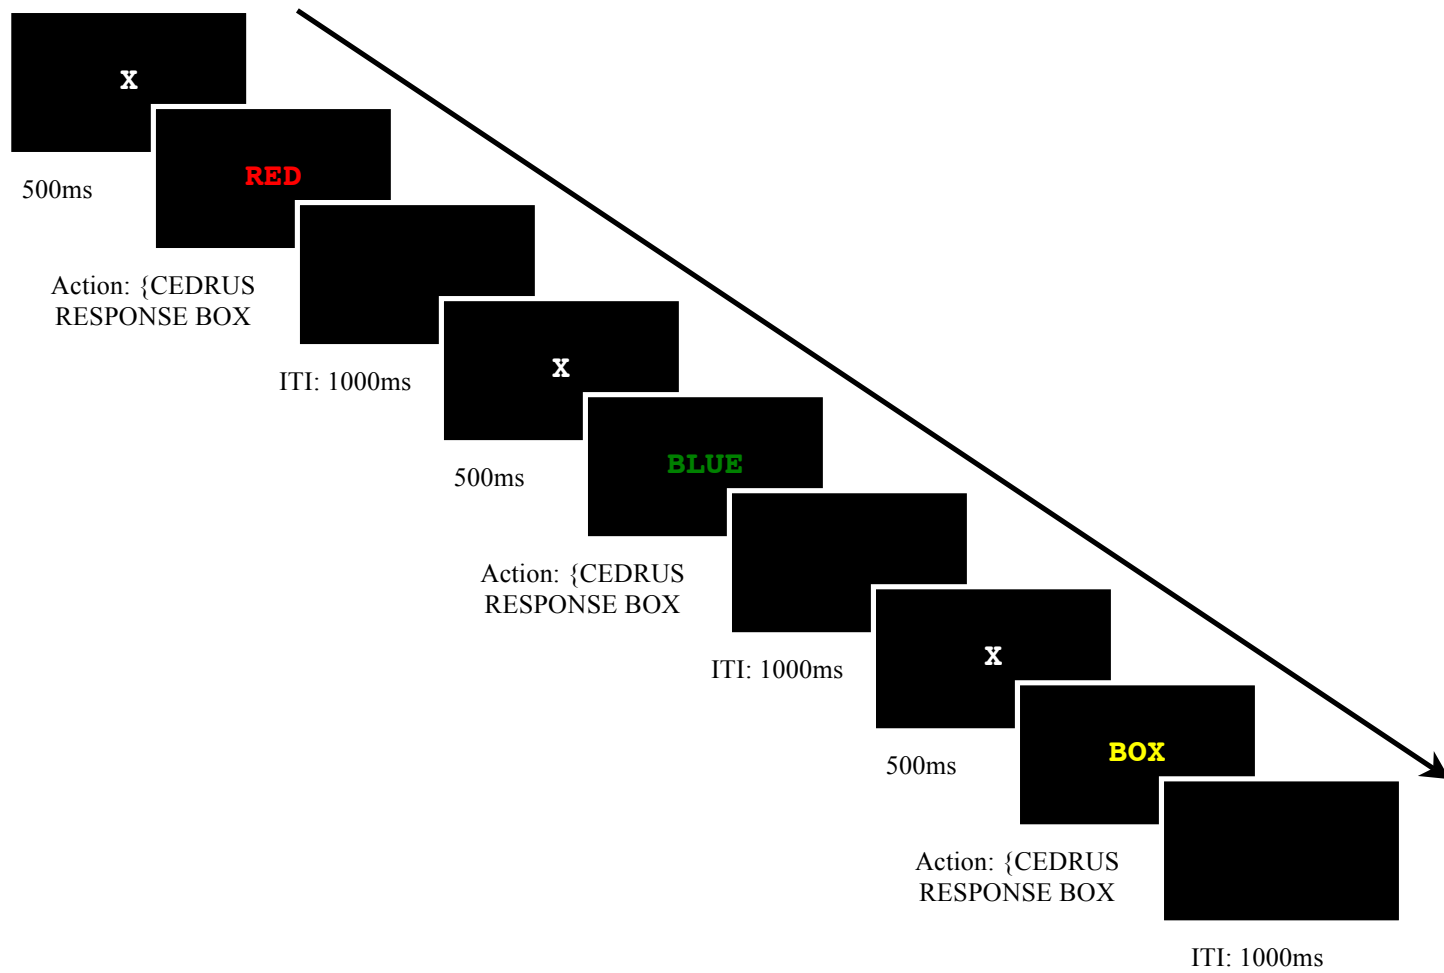 X
500ms
RED
Action: {CEDRUS
RESPONSE BOX
ITI: 1000ms
X
500ms
BLUE
Action: {CEDRUS
RESPONSE BOX
ITI: 1000ms
X
500ms
BOX
Action: {CEDRUS
RESPONSE BOX
ITI: 1000ms